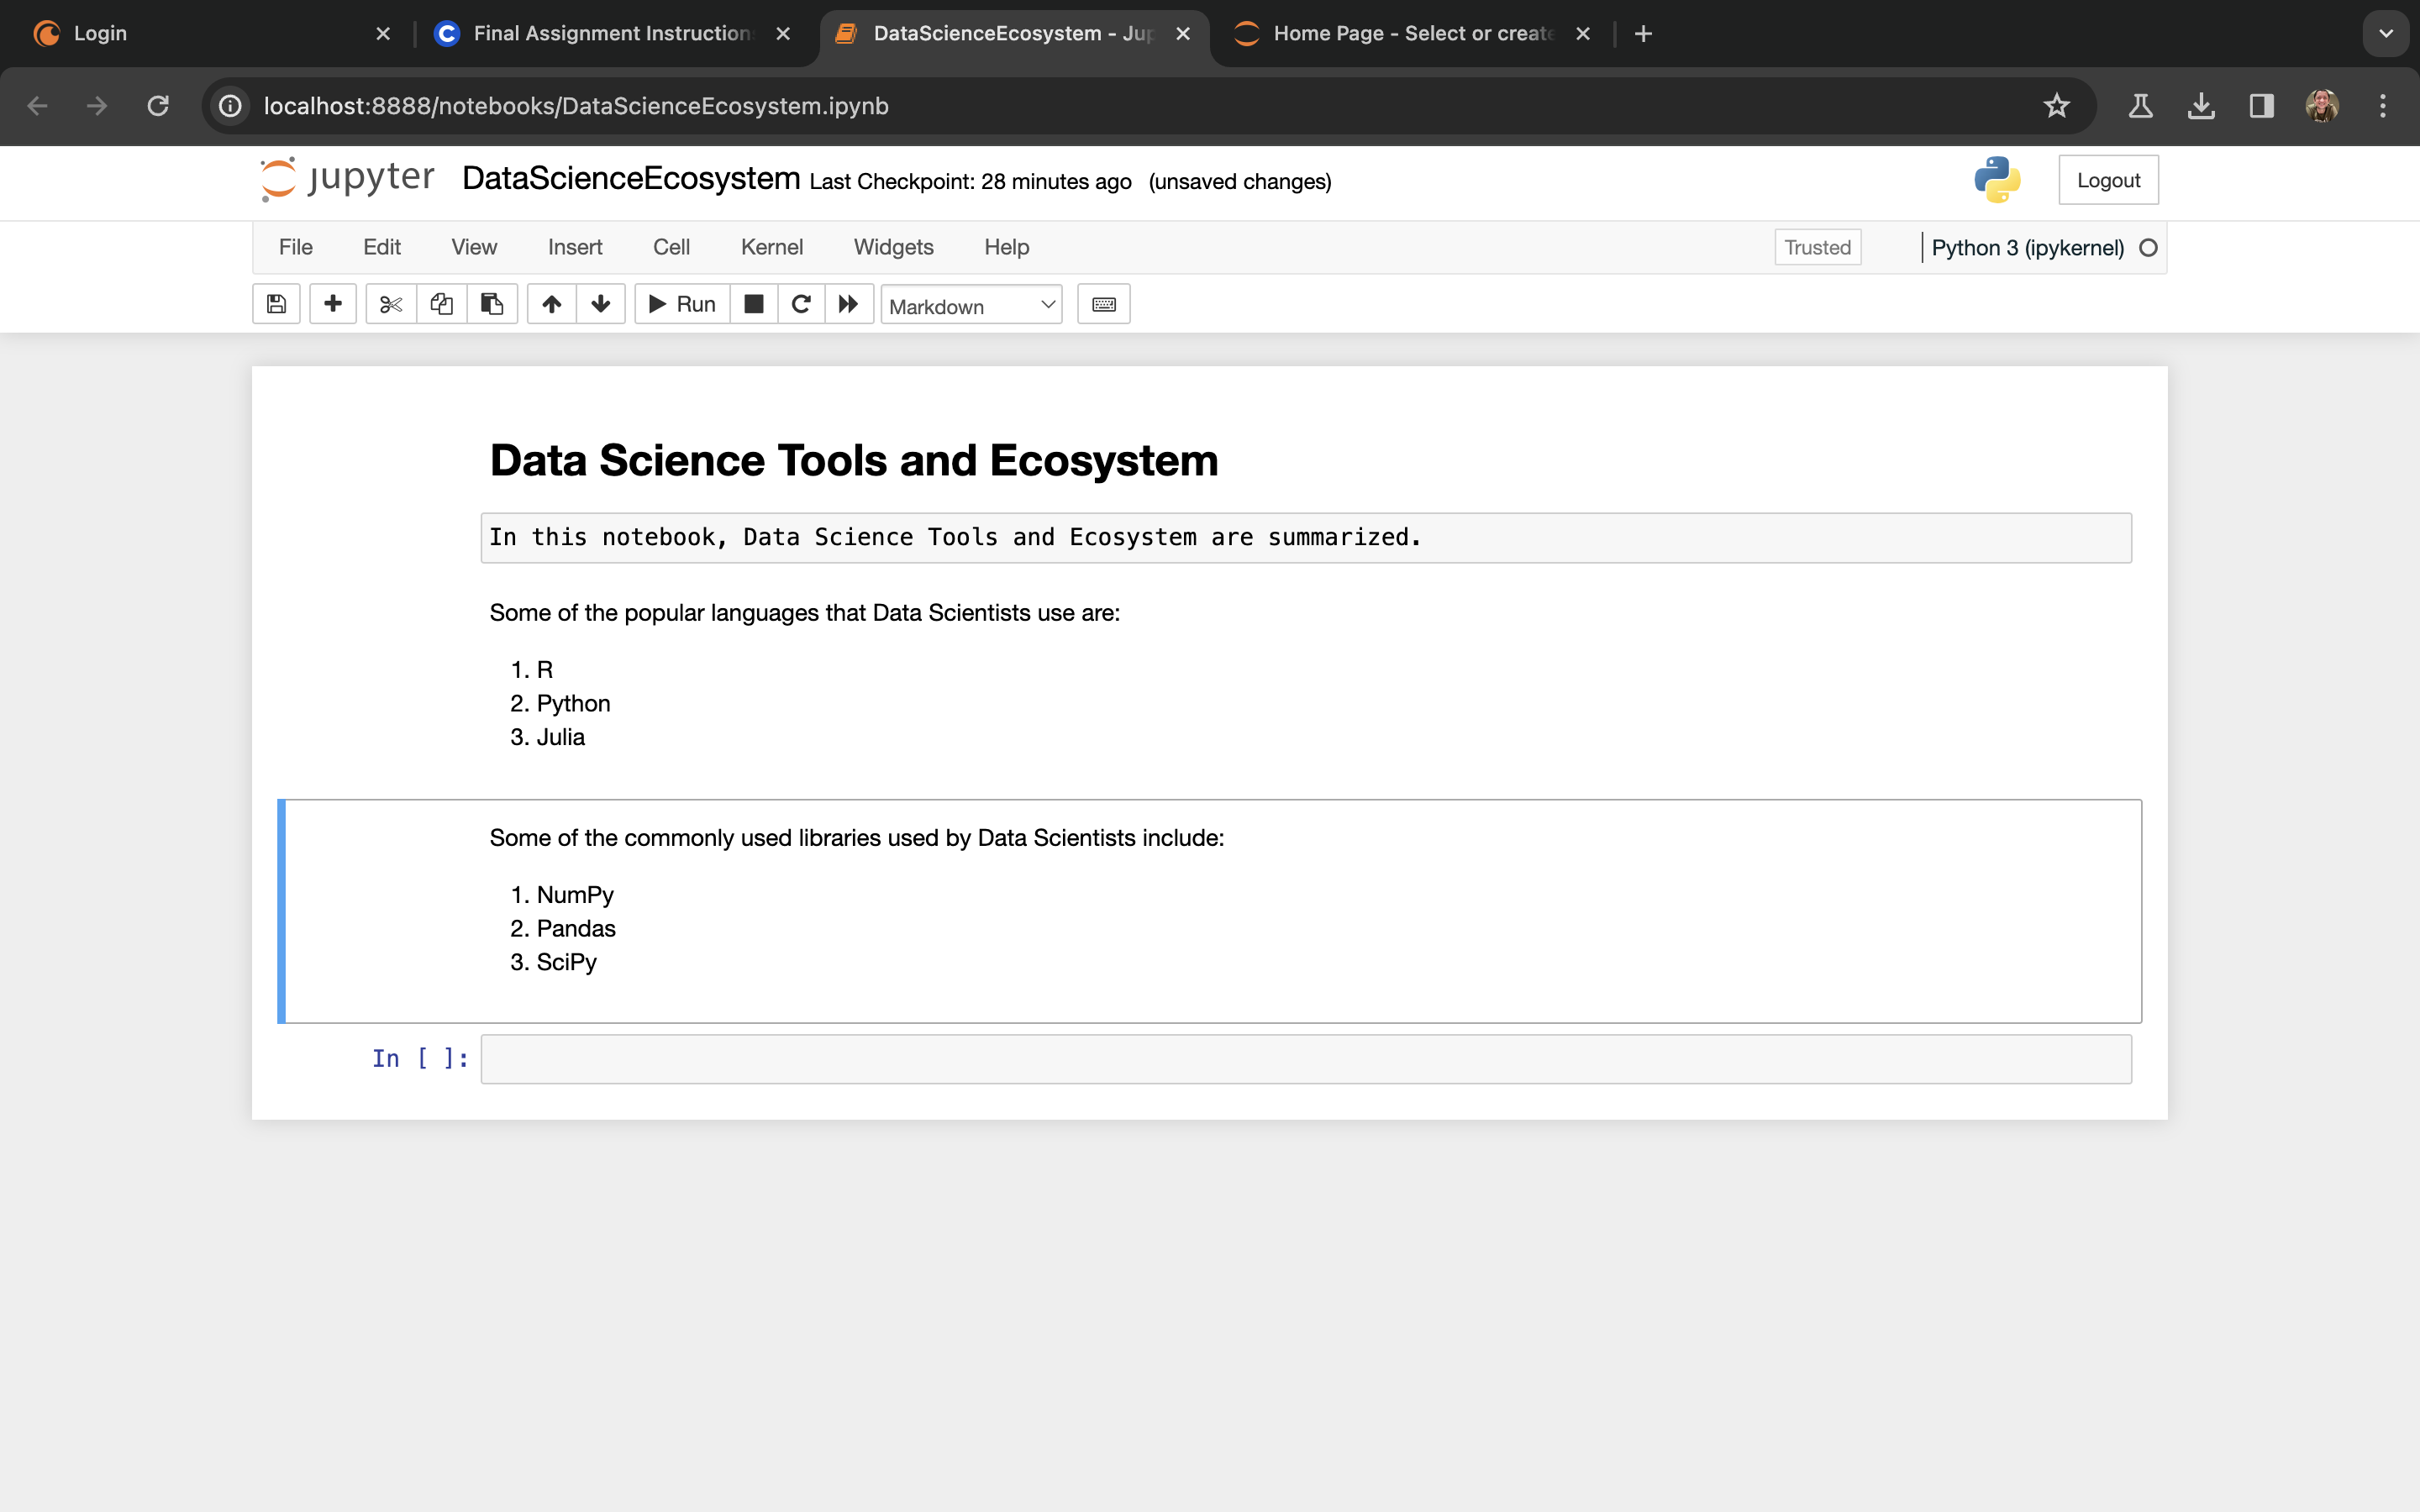 Login
Final Assignment Instruction
DataScienceEcosystem - Jup
Home Page - Select or create
localhost:8888/notebooks/DataScienceEcosystem.ipynb
jupyter DataScienceEcosystem Last Checkpoint: 28 minutes ago (unsaved changes)
Logout
File Edit View Insert Cell Kernel Widgets Help
Trusted
Python 3 (ipykernel)
Run
Markdown
Data Science Tools and Ecosystem
In this notebook, Data Science Tools and Ecosystem are summarized.
Some of the popular languages that Data Scientists use are:
1. R
2. Python
3. Julia
Some of the commonly used libraries used by Data Scientists include:
1. NumPy
2. Pandas
3. SciPy
In [ ]: